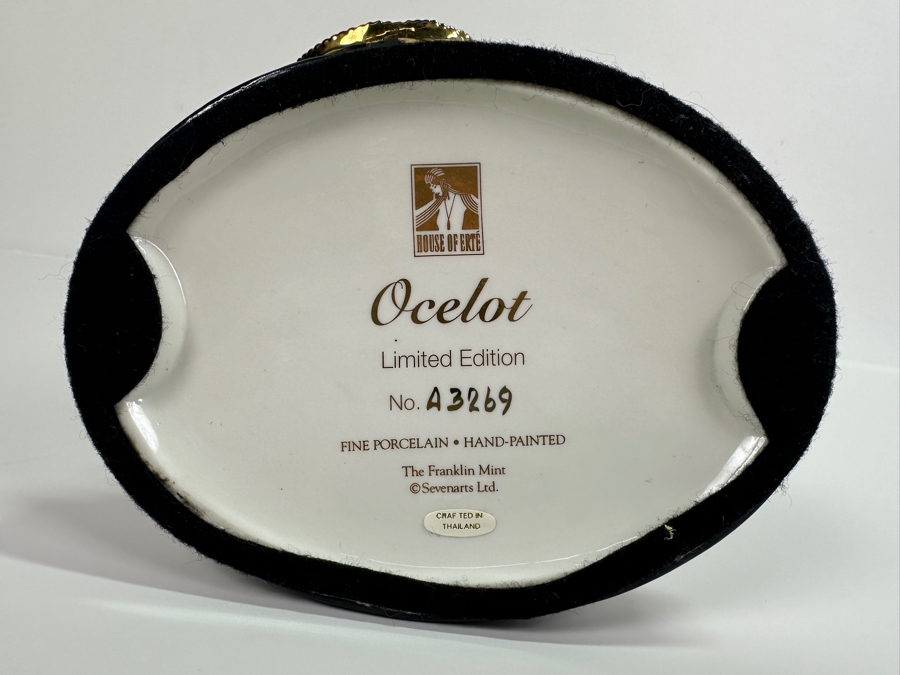 HOUSE OF ERTÉ
Ocelot
Limited Edition
No. A3269
FINE PORCELAIN • HAND-PAINTED
The Franklin Mint
©Sevenarts Ltd.
CRAFTED IN
THAILAND